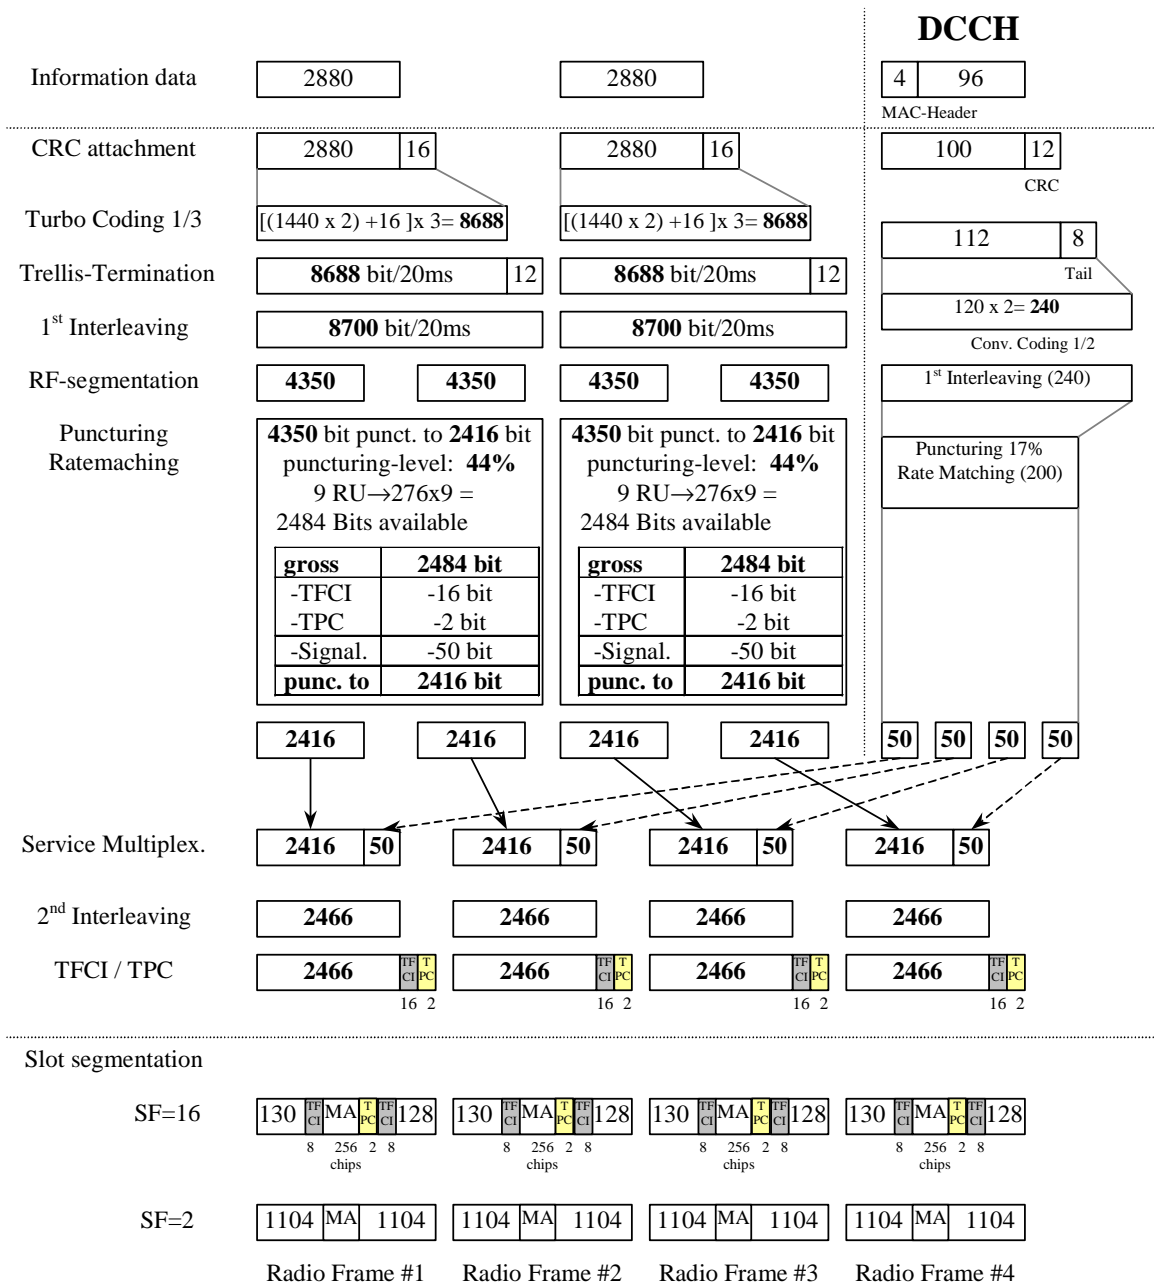 DCCH
Information data 2880 2880 4 96
MAC-Header
CRC attachment 2880 16 2880 16 100 12
CRC
Turbo Coding 1/3 [(1440 x 2) +16 ]x 3= 8688 [(1440 x 2) +16 ]x 3= 8688
112 8
Trellis-Termination 8688 bit/20ms 12 8688 bit/20ms 12 Tail
120 x 2= 240
1st Interleaving 8700 bit/20ms 8700 bit/20ms
Conv. Coding 1/2
RF-segmentation 4350 4350 4350 4350 1st Interleaving (240)
Puncturing 4350 bit punct. to 2416 bit 4350 bit punct. to 2416 bit
Ratemaching puncturing-level: 44% puncturing-level: 44% Puncturing 17%
Rate Matching (200)
9 RU→276x9 = 9 RU→276x9 =
2484 Bits available 2484 Bits available
gross 2484 bit gross 2484 bit
-TFCI -16 bit -TFCI -16 bit
-TPC -2 bit -TPC -2 bit
-Signal. -50 bit -Signal. -50 bit
punc. to 2416 bit punc. to 2416 bit
2416 2416 2416 2416 50 50 50 50
Service Multiplex. 2416 50 2416 50 2416 50 2416 50
2nd Interleaving 2466 2466 2466 2466
TFCI / TPC 2466 TF CI T PC 2466 TF CI T PC 2466 TF CI T PC 2466 TF CI T PC
16 2 16 2 16 2 16 2
Slot segmentation
SF=16 130 TF CI MA T PC TF CI 128 130 TF CI MA T PC TF CI 128 130 TF CI MA T PC TF CI 128 130 TF CI MA T PC TF CI 128
8 256 2 8 8 256 2 8 8 256 2 8 8 256 2 8
chips chips chips chips
SF=2 1104 MA 1104 1104 MA 1104 1104 MA 1104 1104 MA 1104
Radio Frame #1 Radio Frame #2 Radio Frame #3 Radio Frame #4